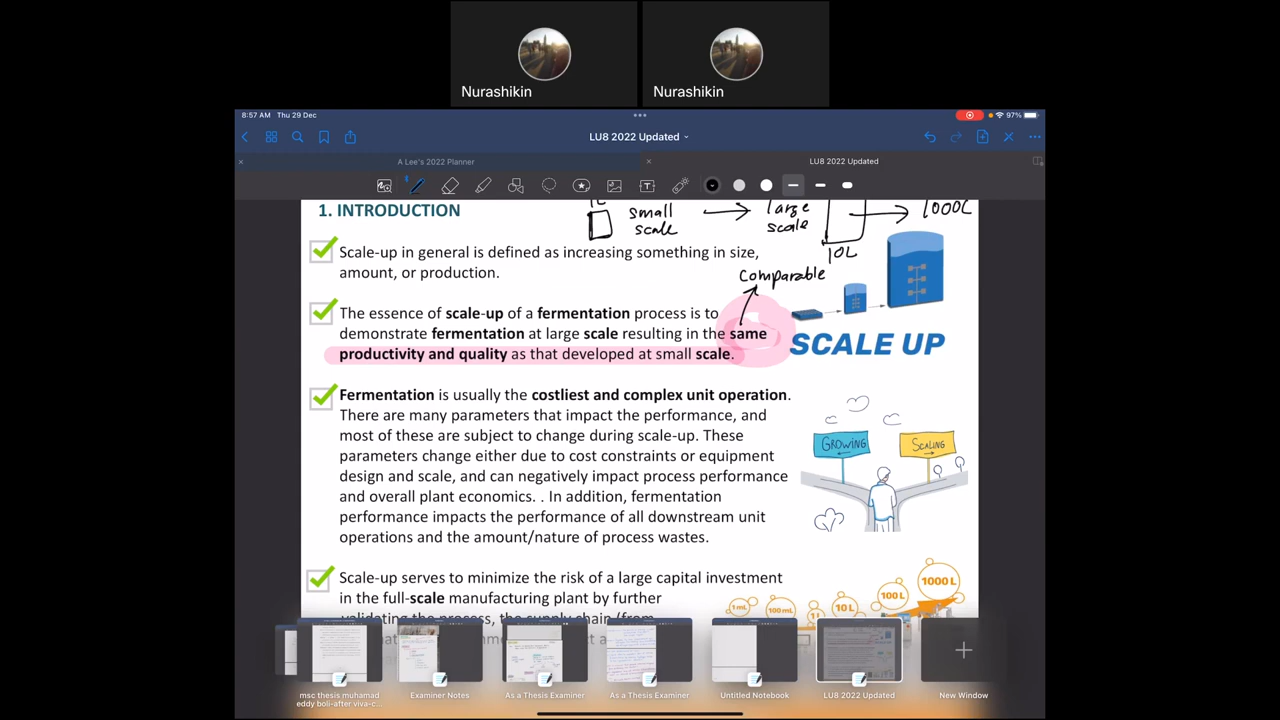 Nurashikin
Nurashikin
8:57 AM Thu 29 Dec
97%
LU8 2022 Updated
A Lee's 2022 Planner
LU8 2022 Updated
1. INTRODUCTION
1L
small
scale
large
scale
10L
1000L
Scale-up in general is defined as increasing something in size,
amount, or production.
comparable
The essence of scale-up of a fermentation process is to
demonstrate fermentation at large scale resulting in the same
productivity and quality as that developed at small scale.
SCALE UP
Fermentation is usually the costliest and complex unit operation.
There are many parameters that impact the performance, and
most of these are subject to change during scale-up. These
parameters change either due to cost constraints or equipment
design and scale, and can negatively impact process performance
and overall plant economics. . In addition, fermentation
performance impacts the performance of all downstream unit
operations and the amount/nature of process wastes.
GROWING
SCALING
Scale-up serves to minimize the risk of a large capital investment
in the full-scale manufacturing plant by further
validating the process, the supply chain (from
1 mL
100 mL
1L
10 L
100 L
1000 L
msc thesis muhamad
eddy boli-after viva-c...
Examiner Notes
As a Thesis Examiner
As a Thesis Examiner
Untitled Notebook
LU8 2022 Updated
New Window